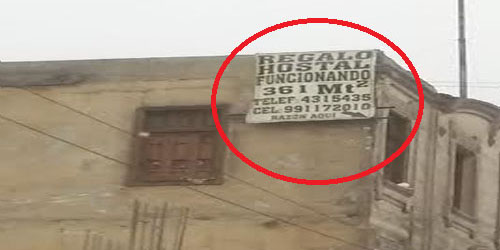 REGALO
HOSTAL
FUNCIONANDO
361 Mt²
TELEF: 4315435
CEL: 991172010
RAZON AQUI